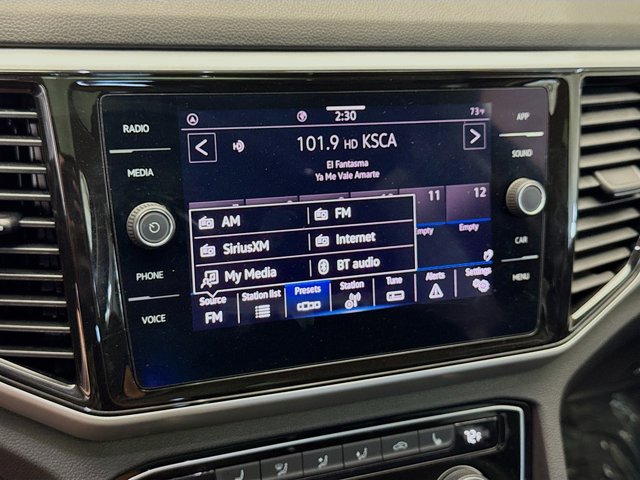 2:30
73°F
RADIO
MEDIA
PHONE
VOICE
APP
SOUND
CAR
MENU
101.9 HD KSCA
El Fantasma
Ya Me Vale Amarte
11
12
Empty
Empty
AM
FM
SiriusXM
Internet
My Media
BT audio
Source
FM
Station list
Presets
Station
Tune
Alerts
Settings